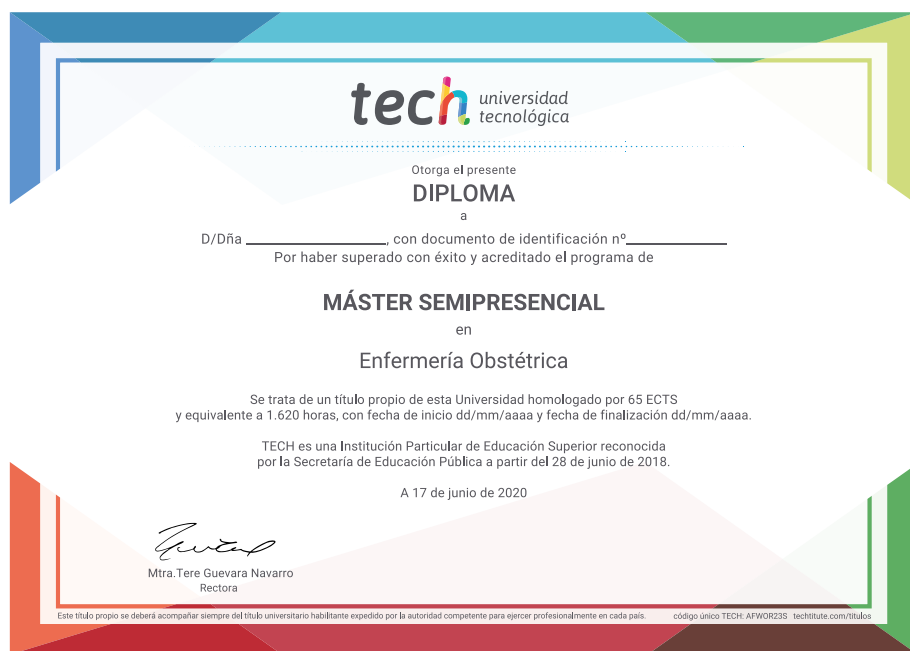 tech universidad
tecnológica
Otorga el presente
DIPLOMA
a
D/Dña ____________________, con documento de identificación nº______________
Por haber superado con éxito y acreditado el programa de
MÁSTER SEMIPRESENCIAL
en
Enfermería Obstétrica
Se trata de un título propio de esta Universidad homologado por 65 ECTS
y equivalente a 1.620 horas, con fecha de inicio dd/mm/aaaa y fecha de finalización dd/mm/aaaa.
TECH es una Institución Particular de Educación Superior reconocida
por la Secretaría de Educación Pública a partir del 28 de junio de 2018.
A 17 de junio de 2020
Mtra.Tere Guevara Navarro
Rectora
Este título propio se deberá acompañar siempre del título universitario habilitante expedido por la autoridad competente para ejercer profesionalmente en cada país. código único TECH: AFWOR23S techtitute.com/titulos